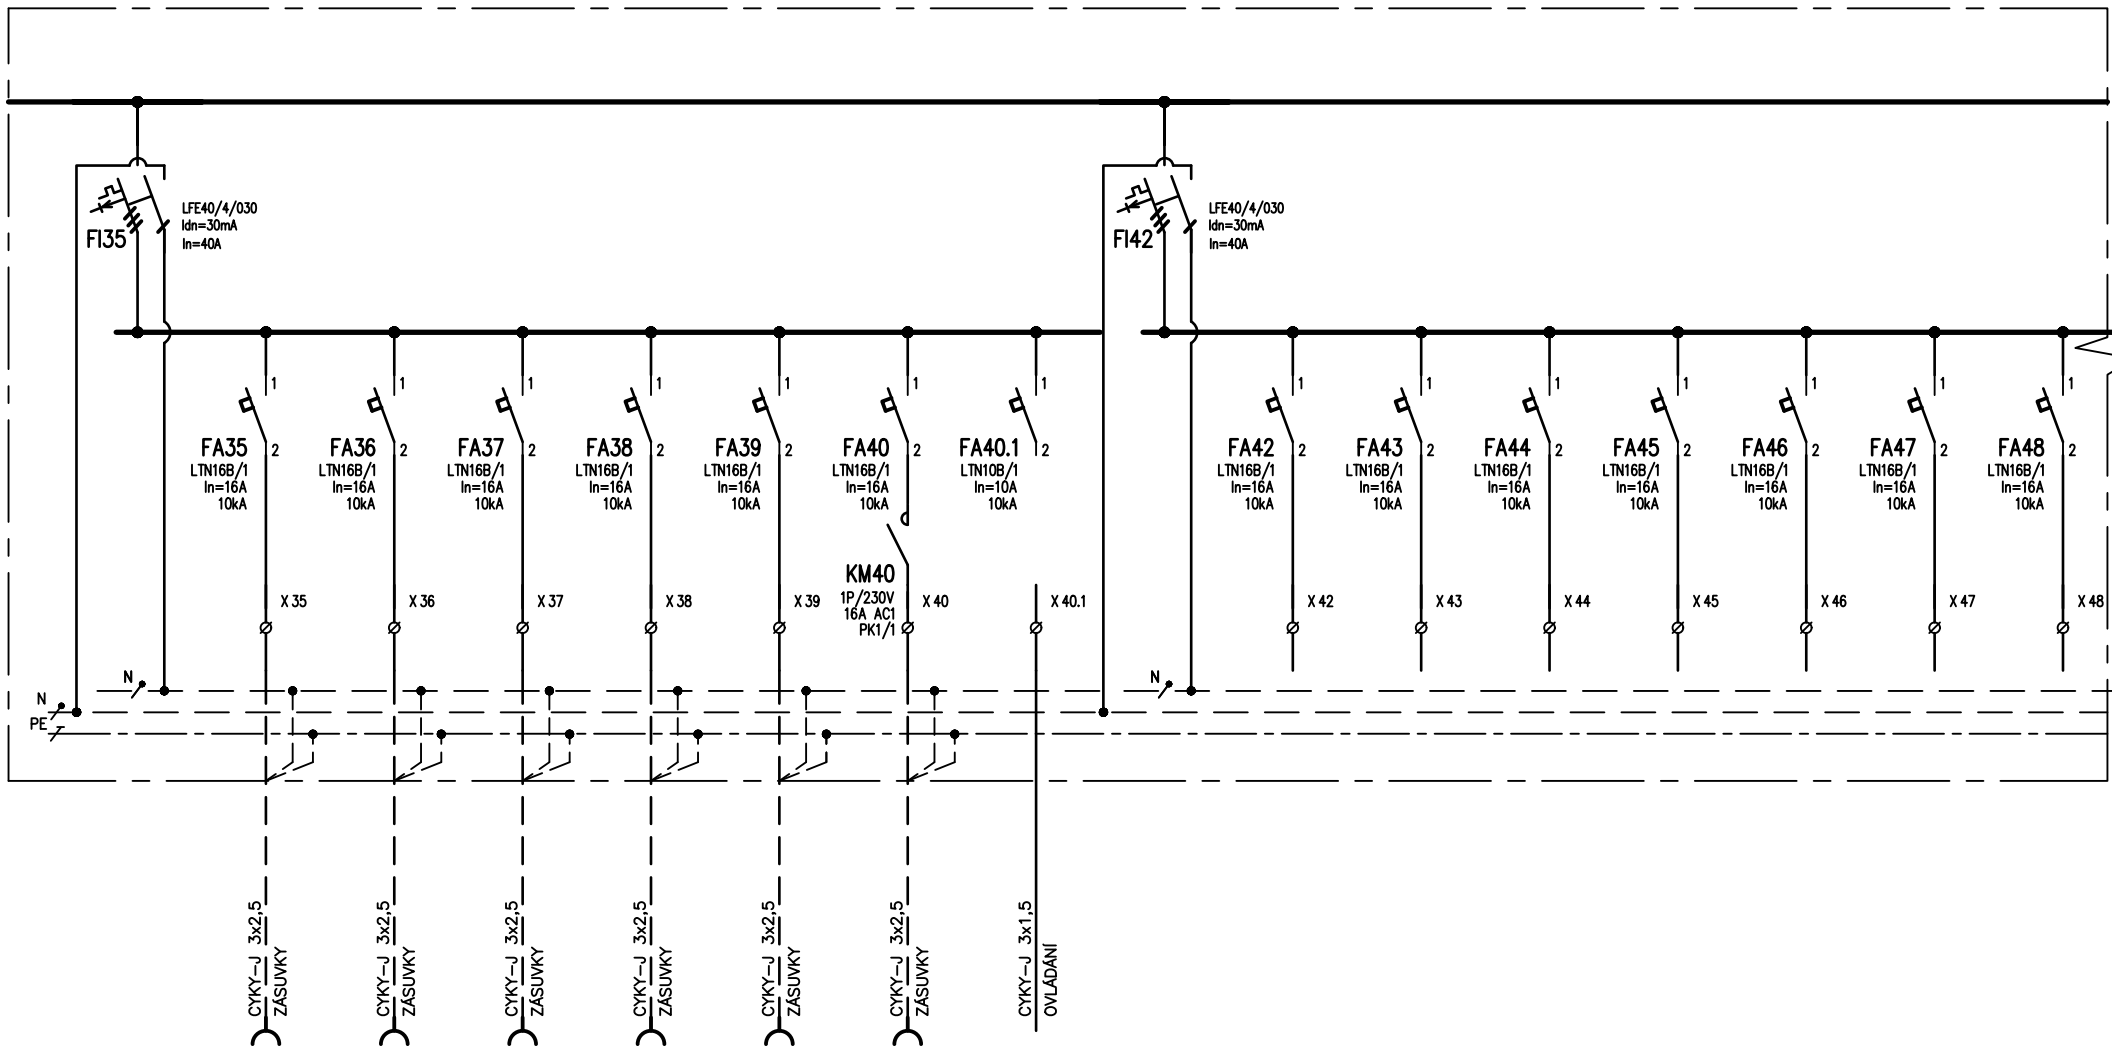 LFE40/4/030
Idn=30mA
In=40A
FI35
LFE40/4/030
Idn=30mA
In=40A
FI42
1
2
FA35
LTN16B/1
In=16A
10kA
1
2
FA36
LTN16B/1
In=16A
10kA
1
2
FA37
LTN16B/1
In=16A
10kA
1
2
FA38
LTN16B/1
In=16A
10kA
1
2
FA39
LTN16B/1
In=16A
10kA
1
2
FA40
LTN16B/1
In=16A
10kA
1
2
FA40.1
LTN10B/1
In=10A
10kA
1
2
FA42
LTN16B/1
In=16A
10kA
1
2
FA43
LTN16B/1
In=16A
10kA
1
2
FA44
LTN16B/1
In=16A
10kA
1
2
FA45
LTN16B/1
In=16A
10kA
1
2
FA46
LTN16B/1
In=16A
10kA
1
2
FA47
LTN16B/1
In=16A
10kA
1
2
FA48
LTN16B/1
In=16A
10kA
KM40
1P/230V
16A AC1
PK1/1
X 35
X 36
X 37
X 38
X 39
X 40
X 40.1
X 42
X 43
X 44
X 45
X 46
X 47
X 48
N
N
N
PE
CYKY-J 3x2,5
ZÁSUVKY
CYKY-J 3x2,5
ZÁSUVKY
CYKY-J 3x2,5
ZÁSUVKY
CYKY-J 3x2,5
ZÁSUVKY
CYKY-J 3x2,5
ZÁSUVKY
CYKY-J 3x2,5
ZÁSUVKY
CYKY-J 3x1,5
OVLÁDÁNÍ